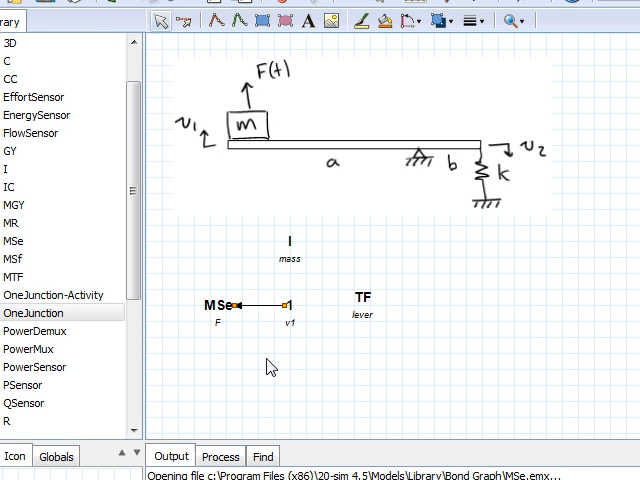 rary
3D
C
CC
EffortSensor
EnergySensor
FlowSensor
GY
I
IC
MGY
MR
MSe
MSf
MTF
OneJunction-Activity
OneJunction
PowerDemux
PowerMux
PowerSensor
PSensor
QSensor
R
Icon Globals
A
F(t)
v1 m
a b v2
k
I
mass
MSe 1 TF
F v1 lever
Output Process Find
Opening file c:\Program Files (x86)\20-sim 4.5\Models\Library\Bond Graph\MSe.emx...